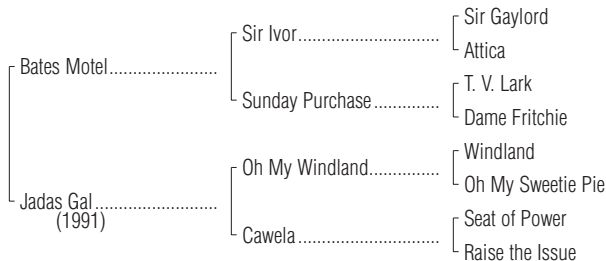 Sir Gaylord
Sir Ivor..................................
Attica
Bates Motel.........................
T. V. Lark
Sunday Purchase...............
Dame Fritchie
Windland
Oh My Windland................
Oh My Sweetie Pie
Jadas Gal............................
(1991)
Seat of Power
Cawela.................................
Raise the Issue